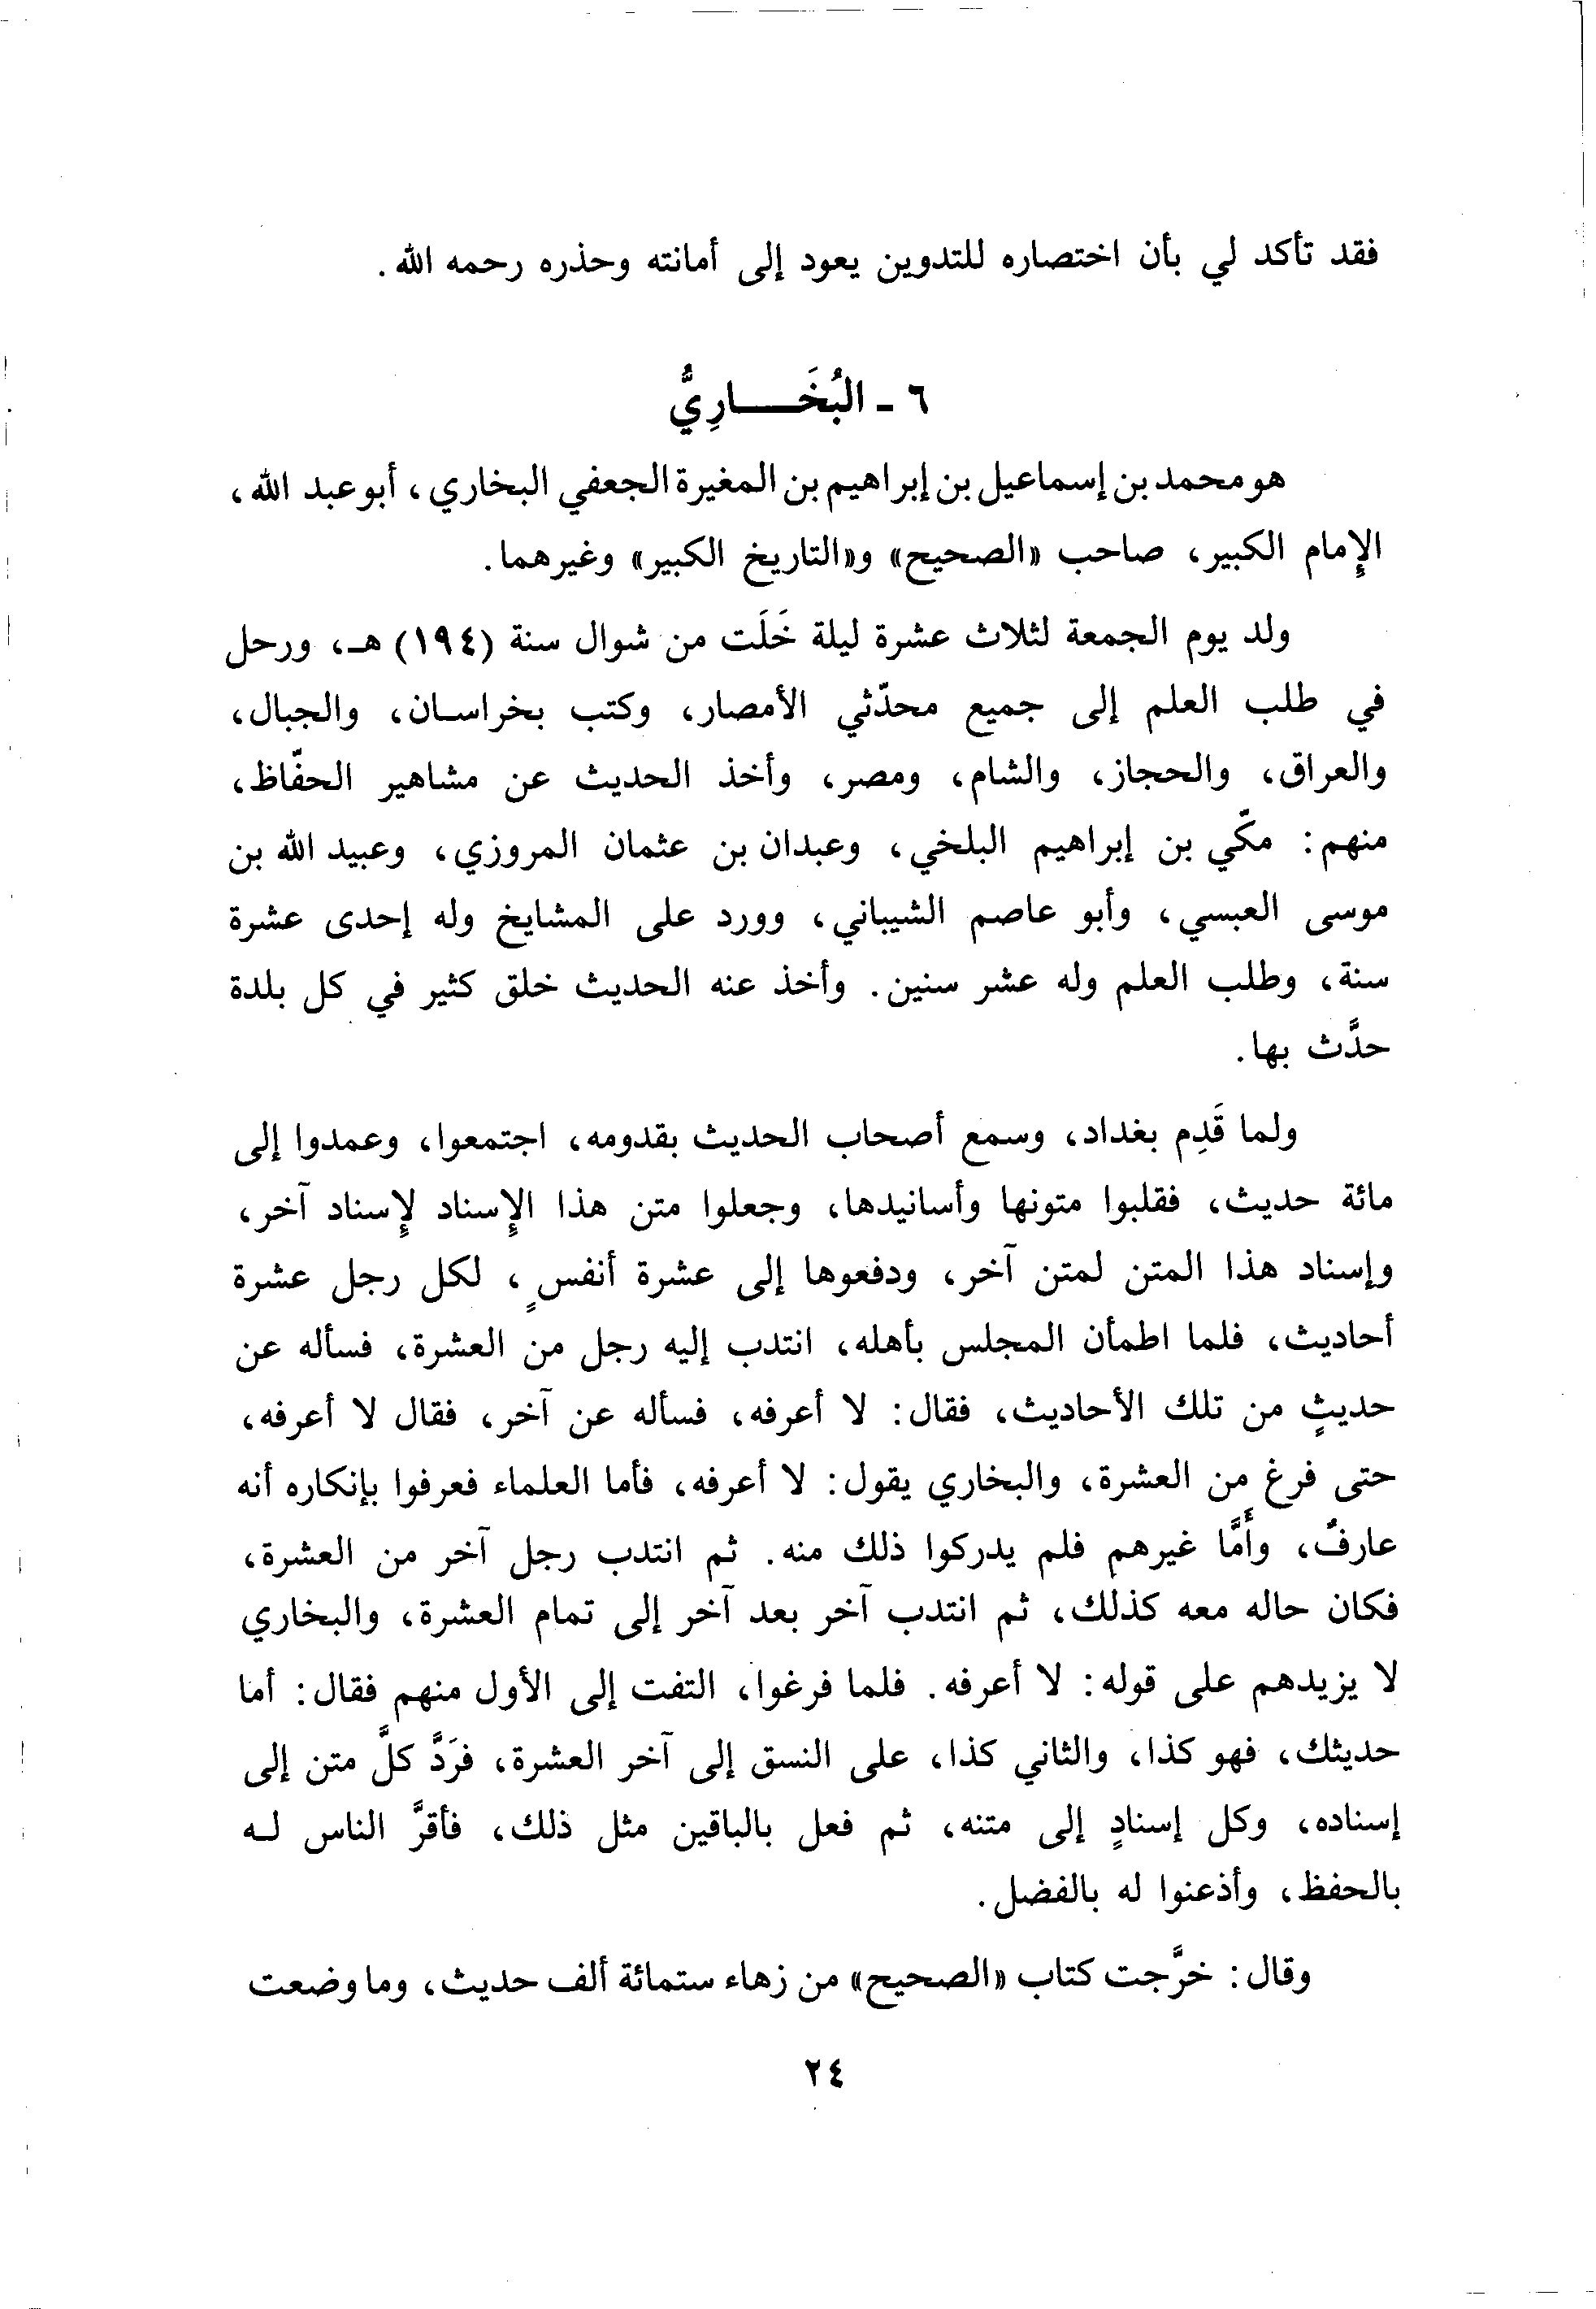 فقد تأكد لي بأن اختصاره للتدوين يعود إلى أمانته وحذره رحمه الله.
٦ - البُخَـــارِيُّ
هو محمد بن إسماعيل بن إبراهيم بن المغيرة الجعفي البخاري، أبو عبد الله،
الإمام الكبير، صاحب «الصحيح» و«التاريخ الكبير» وغيرهما.
ولد يوم الجمعة لثلاث عشرة ليلة خَلَت من شوال سنة (١٩٤) هـ، ورحل
في طلب العلم إلى جميع محدّثي الأمصار، وكتب بخراسـان، والجبال،
والعراق، والحجاز، والشام، ومصر، وأخذ الحديث عن مشاهير الحفّاظ،
منهم: مكّي بن إبراهيم البلخي، وعبدان بن عثمان المروزي، وعبيد الله بن
موسى العبسي، وأبو عاصم الشيباني، وورد على المشايخ وله إحدى عشرة
سنة، وطلب العلم وله عشر سنين. وأخذ عنه الحديث خلق كثير في كل بلدة
حدَّث بها.
ولما قَدِم بغداد، وسمع أصحاب الحديث بقدومه، اجتمعوا، وعمدوا إلى
مائة حديث، فقلبوا متونها وأسانيدها، وجعلوا متن هذا الإسناد لإسناد آخر،
وإسناد هذا المتن لمتن آخر، ودفعوها إلى عشرة أنفسٍ، لكل رجل عشرة
أحاديث، فلما اطمأن المجلس بأهله، انتدب إليه رجل من العشرة، فسأله عن
حديثٍ من تلك الأحاديث، فقال: لا أعرفه، فسأله عن آخر، فقال لا أعرفه،
حتى فرغ من العشرة، والبخاري يقول: لا أعرفه، فأما العلماء فعرفوا بإنكاره أنه
عارفٌ، وأَمَّا غيرهم فلم يدركوا ذلك منه. ثم انتدب رجل آخر من العشرة،
فكان حاله معه كذلك، ثم انتدب آخر بعد آخر إلى تمام العشرة، والبخاري
لا يزيدهم على قوله: لا أعرفه. فلما فرغوا، التفت إلى الأول منهم فقال: أما
حديثك، فهو كذا، والثاني كذا، على النسق إلى آخر العشرة، فرَدَّ كلَّ متن إلى
إسناده، وكل إسنادٍ إلى متنه، ثم فعل بالباقين مثل ذلك، فأقرَّ الناس لـه
بالحفظ، وأذعنوا له بالفضل.
وقال: خرَّجت كتاب «الصحيح» من زهاء ستمائة ألف حديث، وما وضعت
٢٤